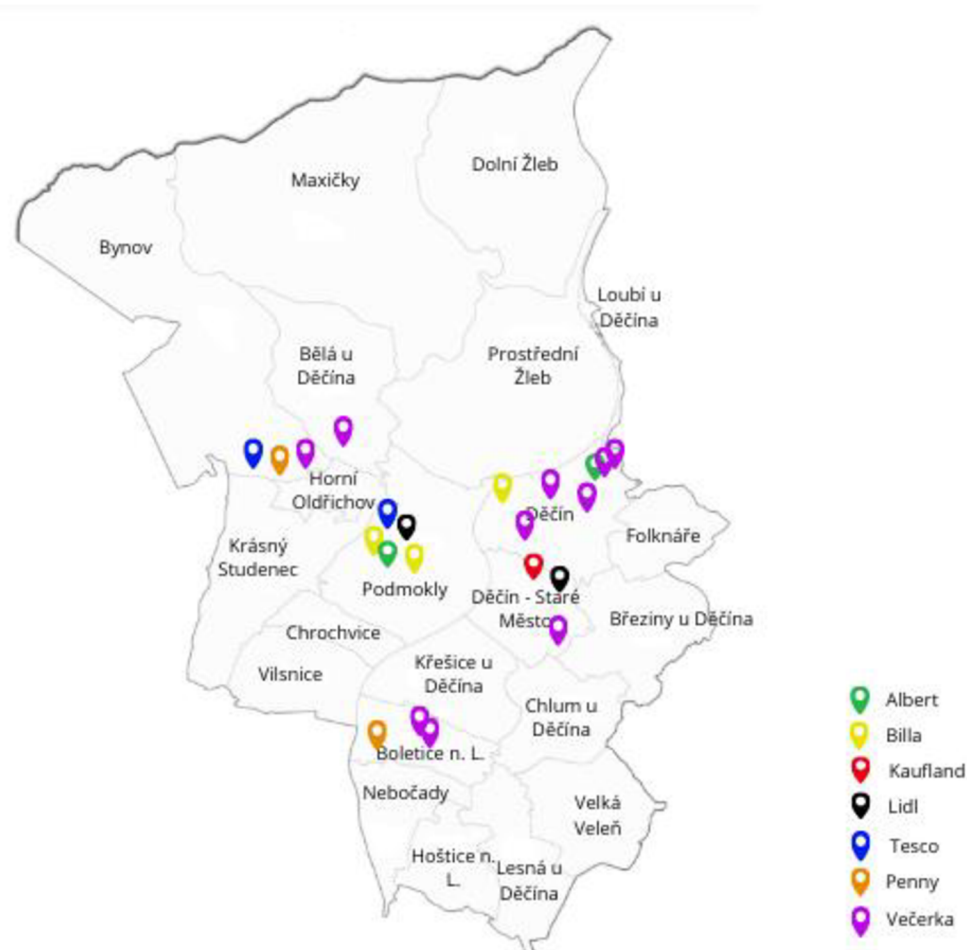 Dolní Žleb
Maxičky
Bynov
Loubí u
Děčína
Bělá u
Děčína
Prostřední
Žleb
Horní
Oldřichov
Děčín
Folknáře
Krásný
Studenec
Podmokly
Děčín - Staré
Město
Březiny u Děčína
Chrochvice
Vilsnice
Křešice u
Děčína
Chlum u
Děčína
Boletice n. L.
Nebočady
Velká
Veleň
Hoštice n.
L.
Lesná u
Děčína
Albert
Billa
Kaufland
Lidl
Tesco
Penny
Večerka